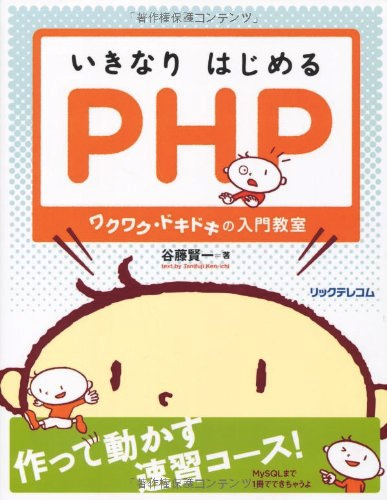 「著作権保護コンテンツ」
いきなり はじめる
PHP
ワクワク・ドキドキの入門教室
谷藤賢一=著
text by Tanifuji Ken-ichi
リックテレコム
作って動かす
速習コース!
MySQLまで
1冊でできちゃうよ
「著作権保護コンテンツ」